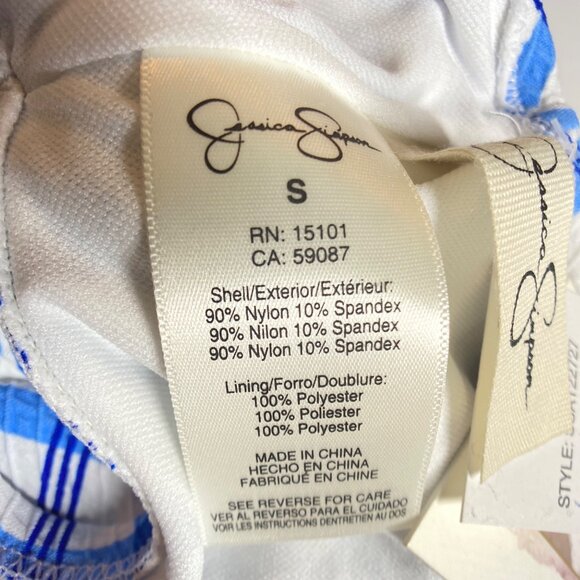 Jessica Simpson
S
RN: 15101
CA: 59087
Shell/Exterior/Extérieur:
90% Nylon 10% Spandex
90% Nilon 10% Spandex
90% Nylon 10% Spandex
Lining/Forro/Doublure:
100% Polyester
100% Poliester
100% Polyester
MADE IN CHINA
HECHO EN CHINA
FABRIQUÉ EN CHINE
SEE REVERSE FOR CARE
VER AL REVERSO PARA EL CUIDADO
VOIR LES INSTRUCTIONS D'ENTRETIEN AU DOS
Jessica Simpson
STYLE: